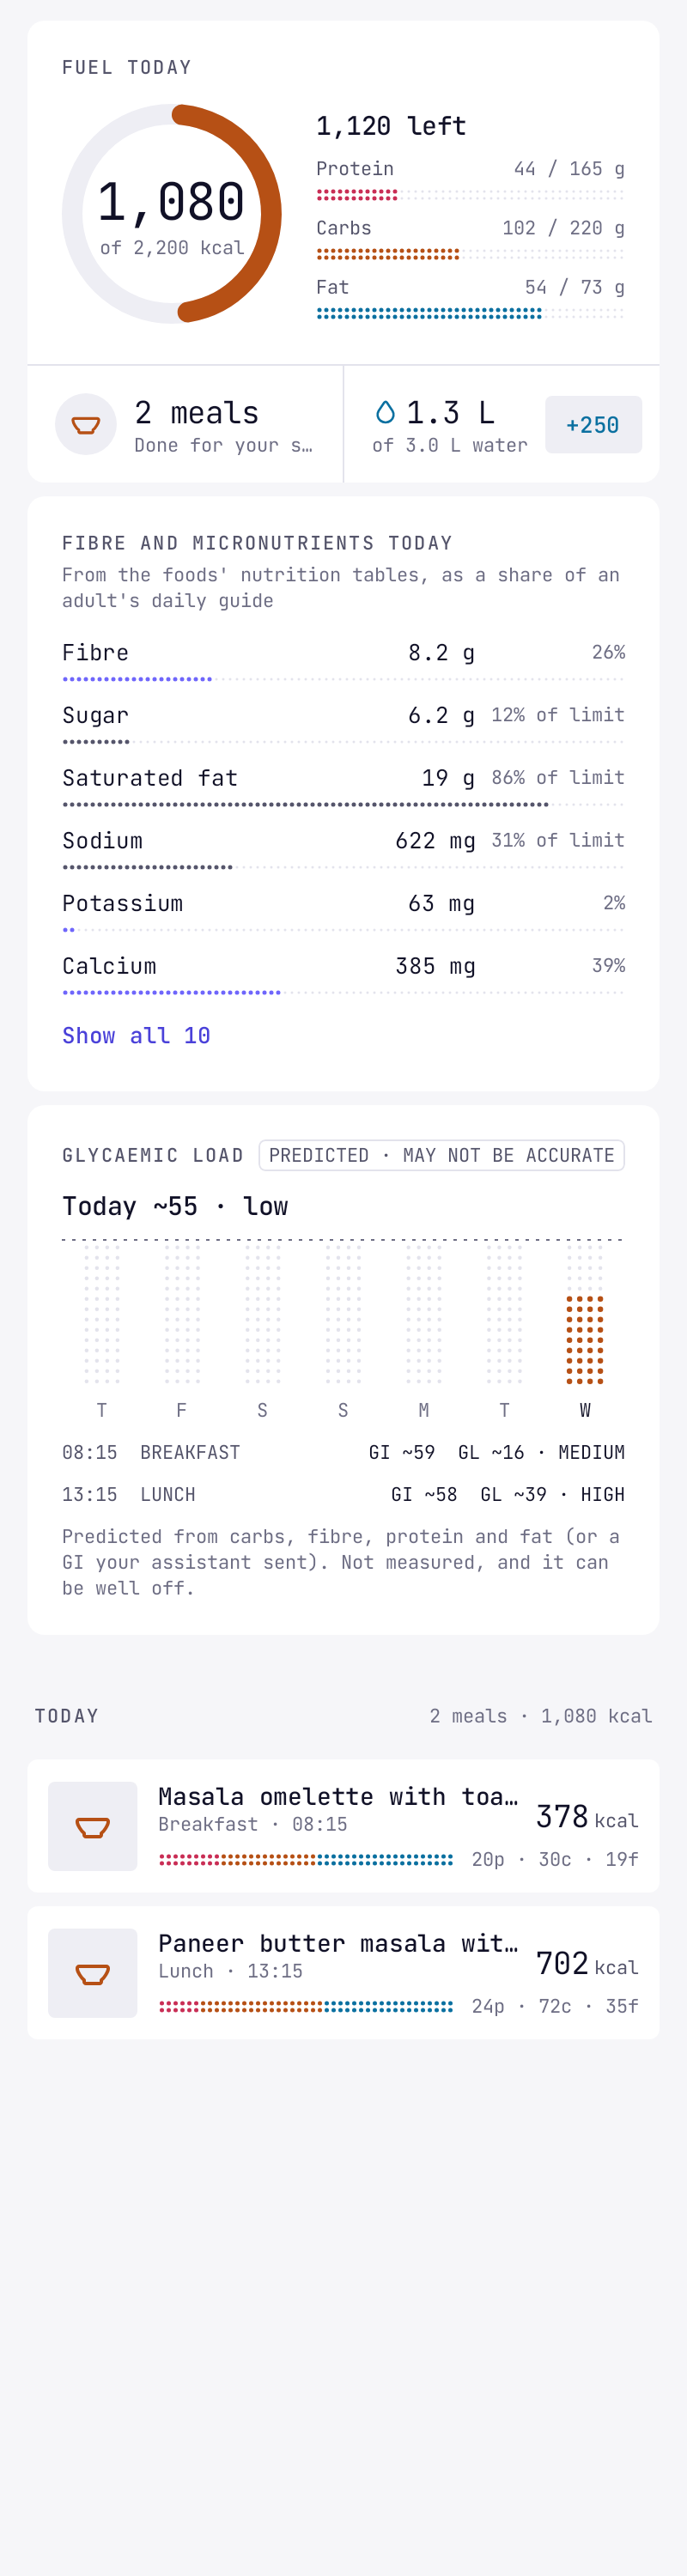 FUEL TODAY
1,080
of 2,200 kcal
1,120 left
Protein 44 / 165 g
Carbs 102 / 220 g
Fat 54 / 73 g
2 meals
Done for your s…
1.3 L
of 3.0 L water
+250
FIBRE AND MICRONUTRIENTS TODAY
From the foods' nutrition tables, as a share of an
adult's daily guide
Fibre 8.2 g 26%
Sugar 6.2 g 12% of limit
Saturated fat 19 g 86% of limit
Sodium 622 mg 31% of limit
Potassium 63 mg 2%
Calcium 385 mg 39%
Show all 10
GLYCAEMIC LOAD PREDICTED · MAY NOT BE ACCURATE
Today ~55 · low
T F S S M T W
08:15 BREAKFAST GI ~59 GL ~16 · MEDIUM
13:15 LUNCH GI ~58 GL ~39 · HIGH
Predicted from carbs, fibre, protein and fat (or a
GI your assistant sent). Not measured, and it can
be well off.
TODAY 2 meals · 1,080 kcal
Masala omelette with toa…
Breakfast · 08:15
378 kcal
20p · 30c · 19f
Paneer butter masala wit…
Lunch · 13:15
702 kcal
24p · 72c · 35f